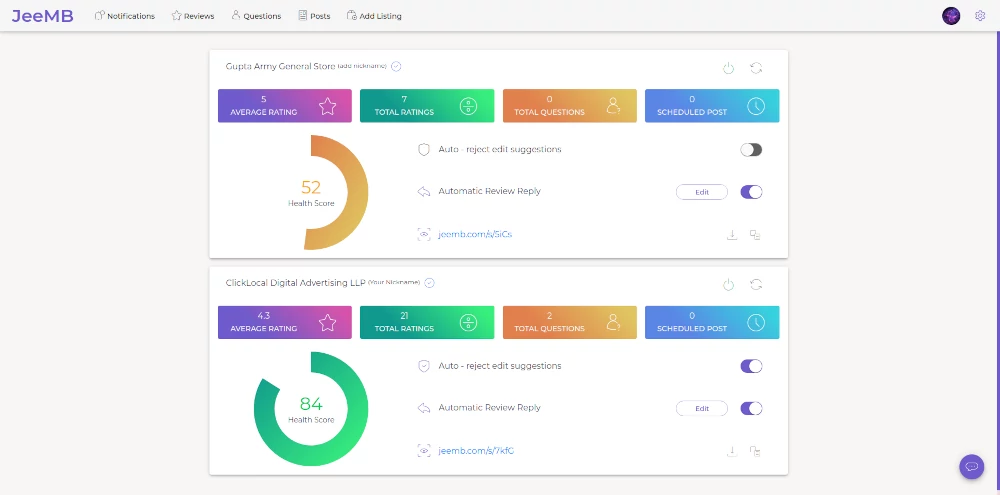 JeeMB
Notifications Reviews Questions Posts Add Listing
Gupta Army General Store (add nickname)
5 AVERAGE RATING
7 TOTAL RATINGS
0 TOTAL QUESTIONS
0 SCHEDULED POST
52
Health Score
Auto - reject edit suggestions
Automatic Review Reply Edit
jeemb.com/s/5iCs
ClickLocal Digital Advertising LLP (Your Nickname)
4.3 AVERAGE RATING
21 TOTAL RATINGS
2 TOTAL QUESTIONS
0 SCHEDULED POST
84
Health Score
Auto - reject edit suggestions
Automatic Review Reply Edit
jeemb.com/s/7kfG